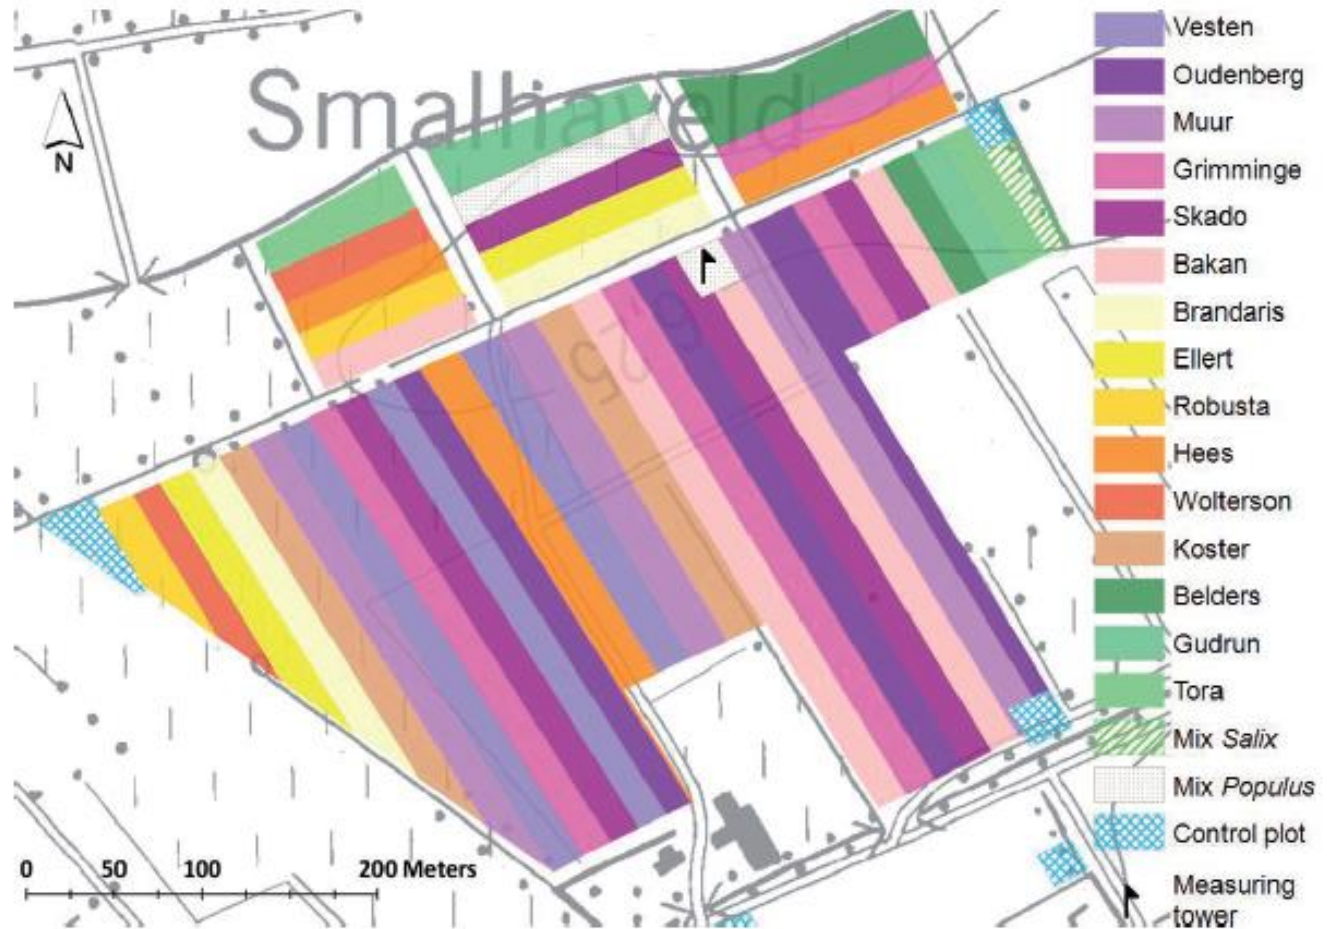 Smalhaveld
N
0 50 100 200 Meters
Vesten
Oudenberg
Muur
Grimminge
Skado
Bakan
Brandaris
Ellert
Robusta
Hees
Wolterson
Koster
Belders
Gudrun
Tora
Mix Salix
Mix Populus
Control plot
Measuring
tower